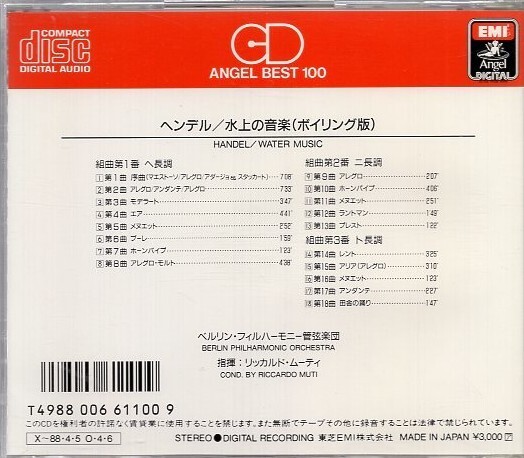 COMPACT
disc
DIGITAL AUDIO
CD
ANGEL BEST 100
EMI
Angel
DIGITAL
ヘンデル/水上の音楽(ボイリング版)
HANDEL/WATER MUSIC
組曲第1番 ヘ長調
1 第1曲 序曲(マエストーソ/アレグロ/アダージョ・エ・スタッカート) 7'08"
2 第2曲 アレグロ/アンダンテ/アレグロ 7'33"
3 第3曲 モデラート 3'47"
4 第4曲 エア 4'41"
5 第5曲 メヌエット 2'52"
6 第6曲 ブーレ 1'59"
7 第7曲 ホーンパイプ 3'23"
8 第8曲 アレグロ・モルト 4'36"
組曲第2番 ニ長調
9 第9曲 アレグロ 2'07"
10 第10曲 ホーンパイプ 4'06"
11 第11曲 メヌエット 2'51"
12 第12曲 ラントマン 1'49"
13 第13曲 プレスト 1'22"
組曲第3番 ト長調
14 第14曲 レント 3'25"
15 第15曲 アリア(アレグロ) 3'10"
16 第16曲 メヌエット 1'23"
17 第17曲 アンダンテ 2'27"
18 第18曲 田舎の踊り 1'47"
ベルリン・フィルハーモニー管弦楽団
BERLIN PHILHARMONIC ORCHESTRA
指揮:リッカルド・ムーティ
COND. BY RICCARDO MUTI
T4988 006 61100 9
このCDを権利者の許諾なく賃貸業に使用することを禁じます。また無断でテープその他に録音することは法律で禁じられています。
X-88・4・5 O・4・6
STEREO●DIGITAL RECORDING 東芝EMI株式会社 MADE IN JAPAN ¥3,000